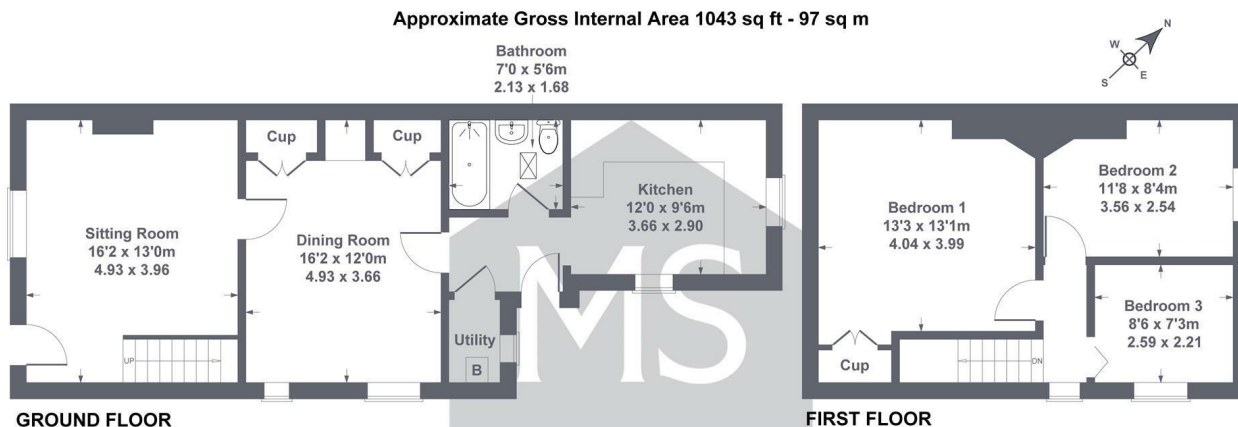 Approximate Gross Internal Area 1043 sq ft - 97 sq m
N
W
E
S
Bathroom
7'0 x 5'6m
2.13 x 1.68
Cup
Cup
Sitting Room
16'2 x 13'0m
4.93 x 3.96
Dining Room
16'2 x 12'0m
4.93 x 3.66
Kitchen
12'0 x 9'6m
3.66 x 2.90
UP
Utility
B
MS
GROUND FLOOR
Bedroom 1
13'3 x 13'1m
4.04 x 3.99
Bedroom 2
11'8 x 8'4m
3.56 x 2.54
Bedroom 3
8'6 x 7'3m
2.59 x 2.21
Cup
DN
FIRST FLOOR